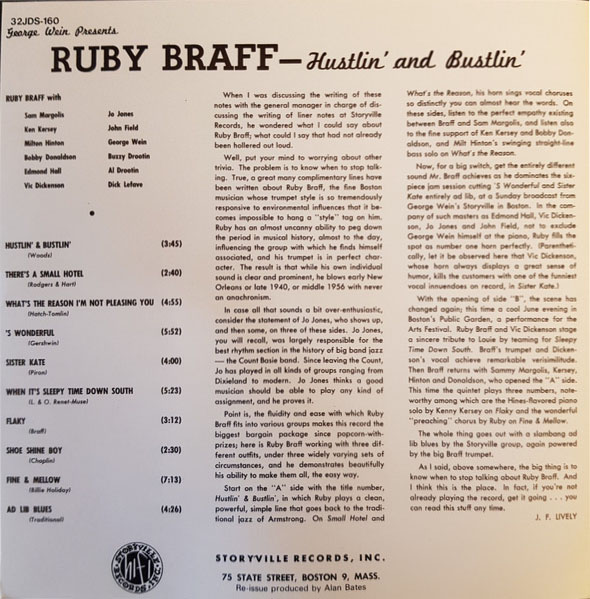 32JDS-160
George Wein Presents
RUBY BRAFF—Hustlin' and Bustlin'
RUBY BRAFF with
Sam Margolis Jo Jones
Ken Kersey John Field
Milton Hinton George Wein
Bobby Donaldson Buzzy Drootin
Edmond Hall Al Drootin
Vic Dickenson Dick Lefave
HUSTLIN' & BUSTLIN' (3:45)
(Woods)
THERE'S A SMALL HOTEL (2:40)
(Rodgers & Hart)
WHAT'S THE REASON I'M NOT PLEASING YOU (4:55)
(Hatch-Tomlin)
'S WONDERFUL (5:52)
(Gershwin)
SISTER KATE (4:00)
(Piron)
WHEN IT'S SLEEPY TIME DOWN SOUTH (5:23)
(L. & O. Renet-Muse)
FLAKY (3:12)
(Braff)
SHOE SHINE BOY (2:30)
(Chaplin)
FINE & MELLOW (7:13)
(Billie Holiday)
AD LIB BLUES (4:26)
(Traditional)
When I was discussing the writing of these
notes with the general manager in charge of dis-
cussing the writing of liner notes at Storyville
Records, he wondered what I could say about
Ruby Braff; what could I say that had not already
been hollered out loud.
Well, put your mind to worrying about other
trivia. The problem is to know when to stop talk-
ing. True, a great many complimentary lines have
been written about Ruby Braff, the fine Boston
musician whose trumpet style is so tremendously
responsive to environmental influences that it be-
comes impossible to hang a "style" tag on him.
Ruby has an almost uncanny ability to peg down
the period in musical history, almost to the day,
influencing the group with which he finds himself
associated, and his trumpet is in perfect char-
acter. The result is that while his own individual
sound is clear and prominent, he blows early New
Orleans or late 1940, or middle 1956 with never
an anachronism.
In case all that sounds a bit over-enthusiastic,
consider the statement of Jo Jones, who shows up,
and then some, on three of these sides. Jo Jones,
you will recall, was largely responsible for the
best rhythm section in the history of big band jazz
— the Count Basie band. Since leaving the Count,
Jo has played in all kinds of groups ranging from
Dixieland to modern. Jo Jones thinks a good
musician should be able to play any kind of
assignment, and he proves it.
Point is, the fluidity and ease with which Ruby
Braff fits into various groups makes this record the
biggest bargain package since popcorn-with-
prizes; here is Ruby Braff working with three dif-
ferent outfits, under three widely varying sets of
circumstances, and he demonstrates beautifully
his ability to make them all, the easy way.
Start on the "A" side with the title number,
Hustlin' & Bustlin', in which Ruby plays a clean,
powerful, simple line that goes back to the tradi-
tional jazz of Armstrong. On Small Hotel and
What's the Reason, his horn sings vocal choruses
so distinctly you can almost hear the words. On
these sides, listen to the perfect empathy existing
between Braff and Sam Margolis, and listen also
to the fine support of Ken Kersey and Bobby Don-
aldson, and Milt Hinton's swinging straight-line
bass solo on What's the Reason.
Now, for a big switch, get the entirely different
sound Mr. Braff achieves as he dominates the six-
piece jam session cutting 'S Wonderful and Sister
Kate entirely ad lib, at a Sunday broadcast from
George Wein's Storyville in Boston. In the com-
pany of such masters as Edmond Hall, Vic Dicken-
son, Jo Jones and John Field, not to exclude
George Wein himself at the piano, Ruby fills the
spot as number one horn perfectly. (Parentheti-
cally, let it be observed here that Vic Dickenson,
whose horn always displays a great sense of
humor, kills the customers with one of the funniest
vocal innuendoes on record, in Sister Kate.)
With the opening of side "B", the scene has
changed again; this time a cool June evening in
Boston's Public Garden, a performance for the
Arts Festival. Ruby Braff and Vic Dickenson stage
a sincere tribute to Louie by teaming for Sleepy
Time Down South. Braff's trumpet and Dicken-
son's vocal achieve remarkable verisimilitude.
Then Braff returns with Sammy Margolis, Kersey,
Hinton and Donaldson, who opened the "A" side.
This time the quintet plays three numbers, note-
worthy among which are the Hines-flavored piano
solo by Kenny Kersey on Flaky and the wonderful
"preaching" chorus by Ruby on Fine & Mellow.
The whole thing goes out with a slambang ad
lib blues by the Storyville group, again powered
by the big Braff trumpet.
As I said, above somewhere, the big thing is to
know when to stop talking about Ruby Braff. And
I think this is the place. In fact, if you're not
already playing the record, get it going . . . you
can read this stuff any time.
J. F. LIVELY
STORYVILLE
hifi
RECORDS, INC.
STORYVILLE RECORDS, INC.
75 STATE STREET, BOSTON 9, MASS.
Re-issue produced by Alan Bates